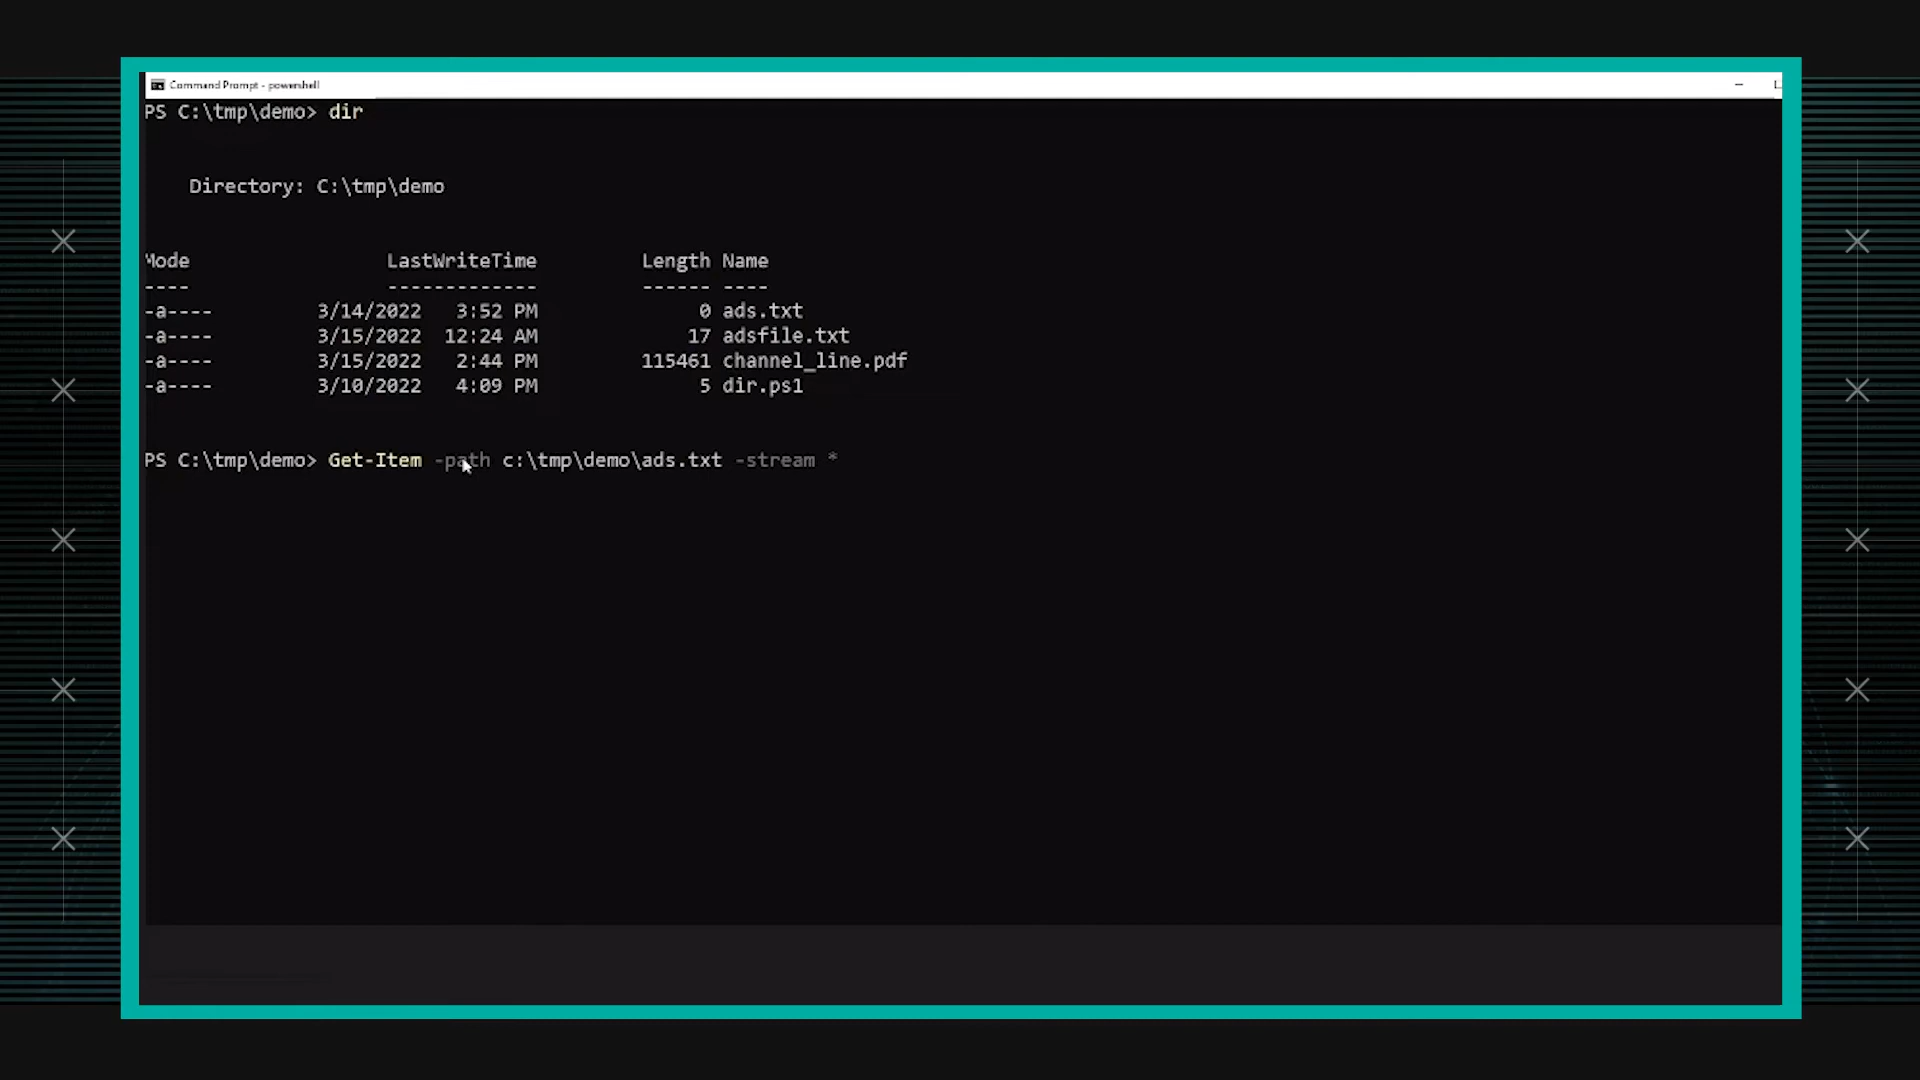 Command Prompt - powershell
PS C:\tmp\demo> dir
Directory: C:\tmp\demo
Mode LastWriteTime Length Name
---- ------------- ------ ----
-a---- 3/14/2022 3:52 PM 0 ads.txt
-a---- 3/15/2022 12:24 AM 17 adsfile.txt
-a---- 3/15/2022 2:44 PM 115461 channel_line.pdf
-a---- 3/10/2022 4:09 PM 5 dir.ps1
PS C:\tmp\demo> Get-Item -path c:\tmp\demo\ads.txt -stream *